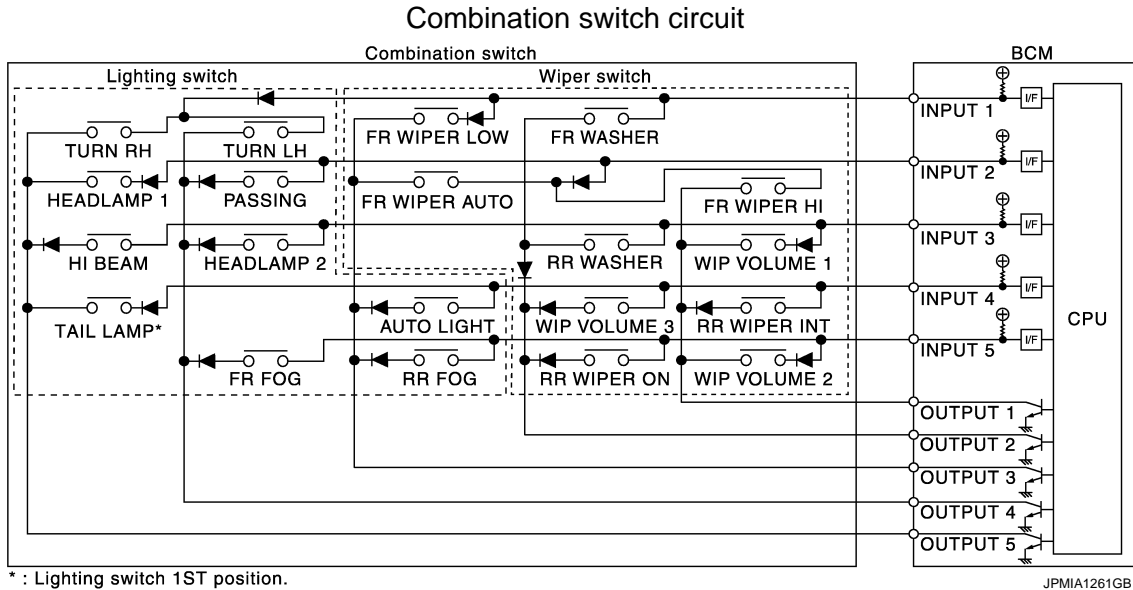 Combination switch circuit
Combination switch
BCM
Lighting switch
Wiper switch
INPUT 1
I/F
TURN RH
TURN LH
FR WIPER LOW
FR WASHER
INPUT 2
I/F
HEADLAMP 1
PASSING
FR WIPER AUTO
FR WIPER HI
INPUT 3
I/F
HI BEAM
HEADLAMP 2
RR WASHER
WIP VOLUME 1
INPUT 4
I/F
TAIL LAMP*
AUTO LIGHT
WIP VOLUME 3
RR WIPER INT
CPU
INPUT 5
I/F
FR FOG
RR FOG
RR WIPER ON
WIP VOLUME 2
OUTPUT 1
OUTPUT 2
OUTPUT 3
OUTPUT 4
OUTPUT 5
* : Lighting switch 1ST position.
JPMIA1261GB